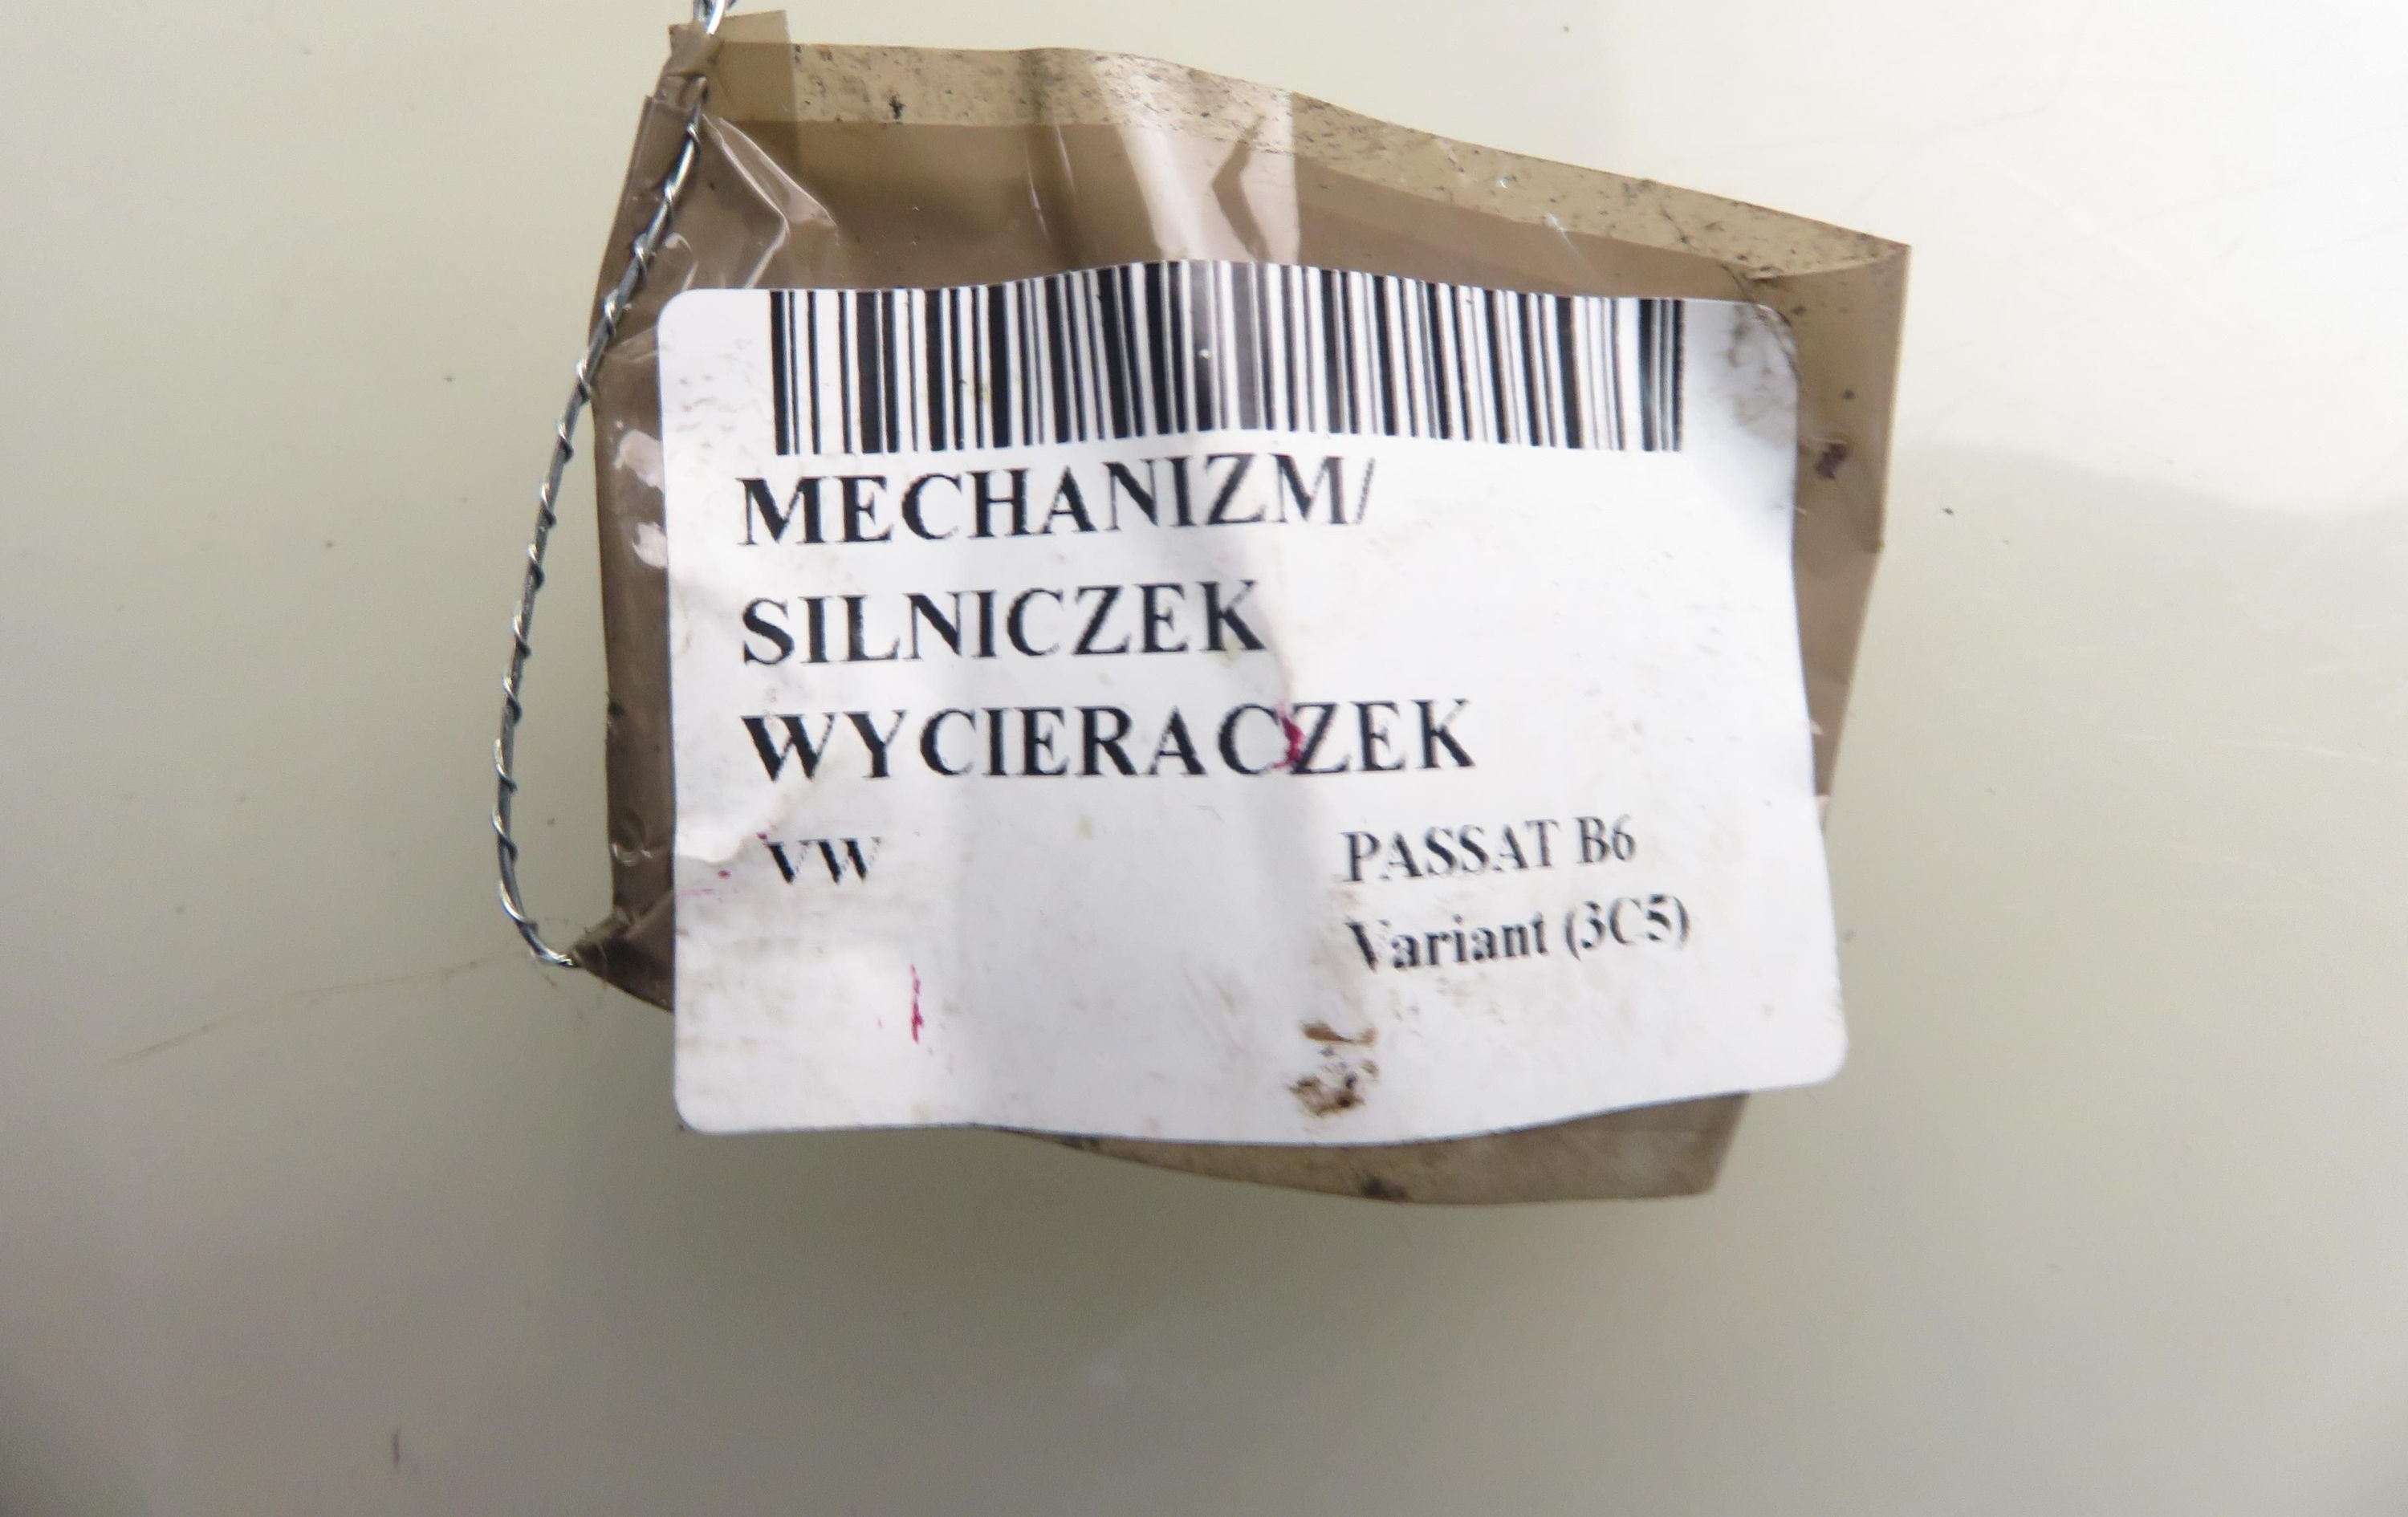 MECHANIZM/
SILNICZEK
WYCIERACZEK
VW PASSAT B6
Variant (3C5)